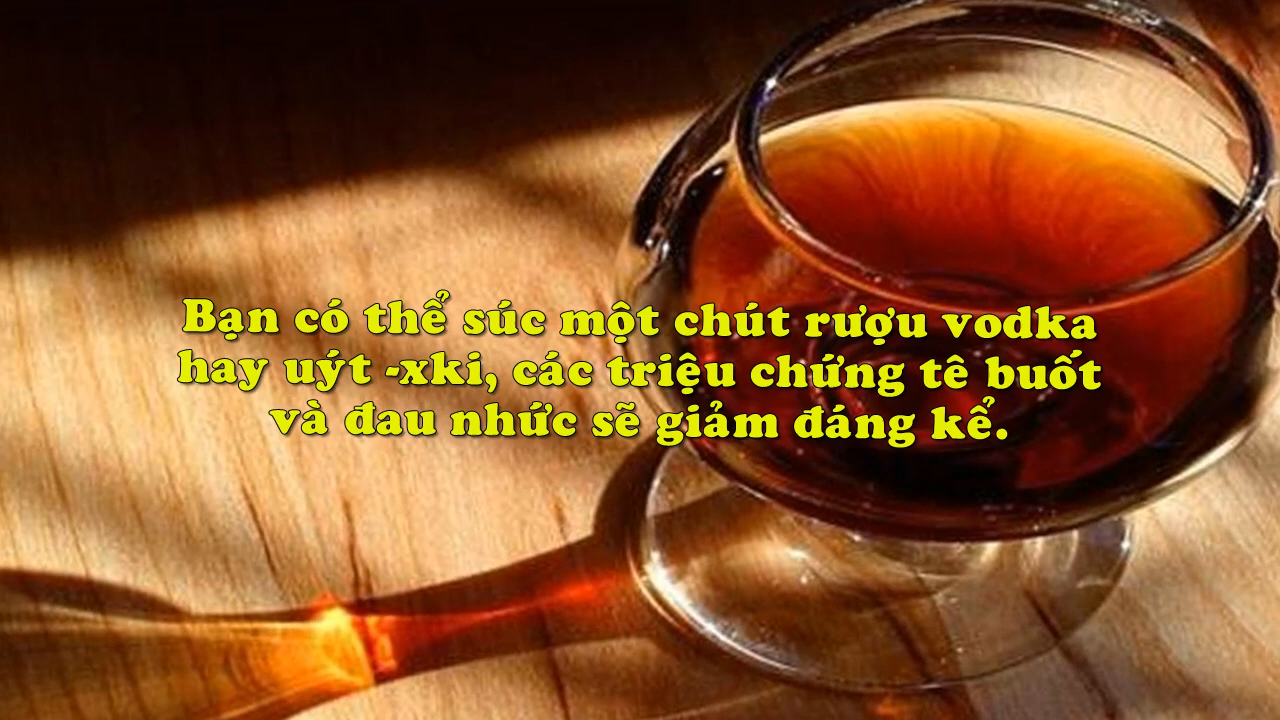 Bạn có thể súc một chút rượu vodka
hay uýt -xki, các triệu chứng tê buốt
và đau nhức sẽ giảm đáng kể.